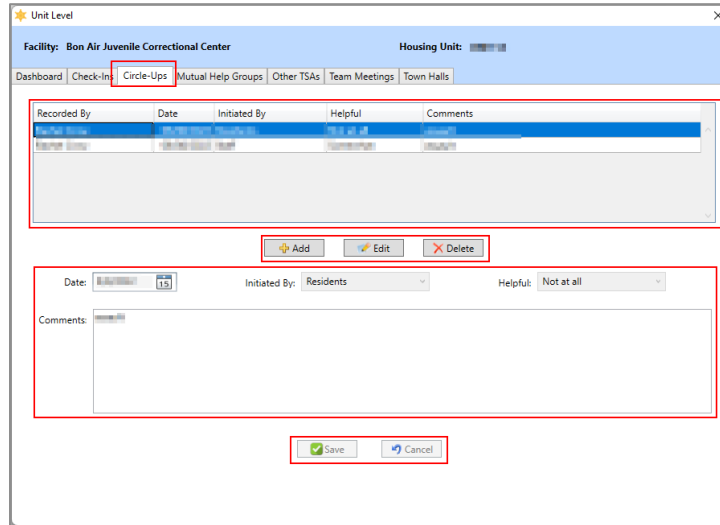 Unit Level
Facility: Bon Air Juvenile Correctional Center Housing Unit:
Dashboard Check-Ins Circle-Ups Mutual Help Groups Other TSAs Team Meetings Town Halls
Recorded By Date Initiated By Helpful Comments
Add Edit Delete
Date: 15 Initiated By: Residents Helpful: Not at all
Comments:
Save Cancel